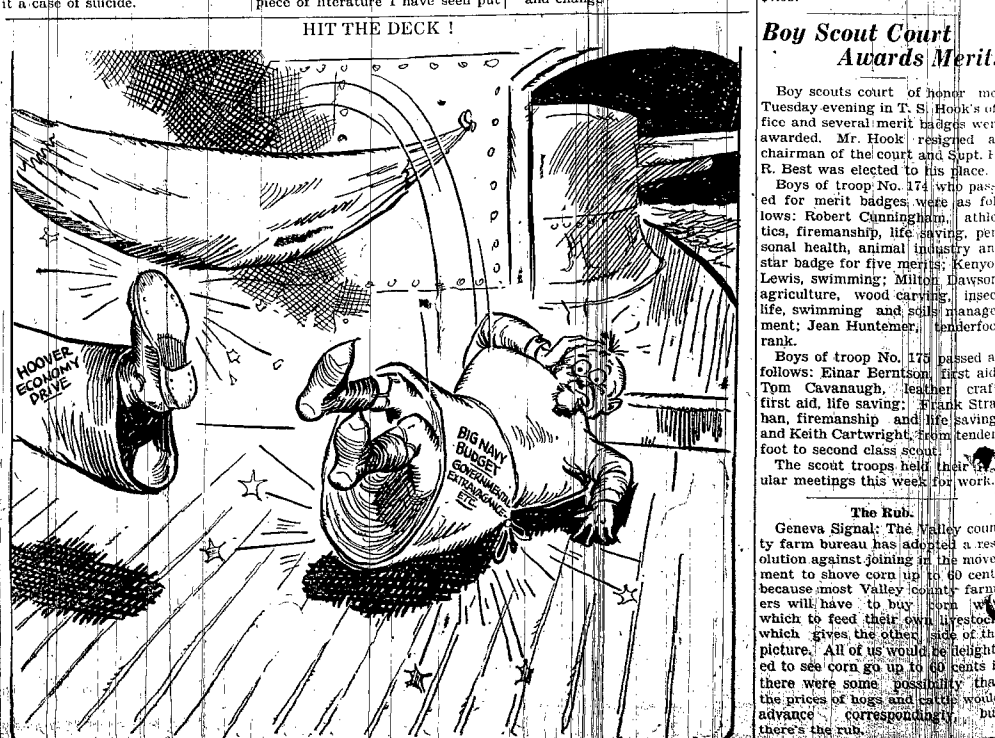 it a case of suicide.
piece of literature I have seen put
and change
HIT THE DECK !
HOOVER
ECONOMY
DRIVE
BIG NAVY
BUDGET
GOVERNMENTAL
EXTRAVAGANCES
ETC
Boy Scout Court
Awards Merit
Boy scouts court of honor
Tuesday evening in T. S. Hook's of
fice and several merit badges wer
awarded. Mr. Hook resigned a
chairman of the court and Supt.
R. Best was elected to his place.
Boys of troop No. 174 who pass
ed for merit badges were as fol
lows: Robert Cunningham, athle
tics, firemanship, life saving, per
sonal health, animal industry an
star badge for five merits; Kenyo
Lewis, swimming; Milton Dawson
agriculture, wood carving, insec
life, swimming and soils manage
ment; Jean Huntemer, tenderfoo
rank.
Boys of troop No. 175 passed a
follows: Einar Berntson, first aid
Tom Cavanaugh, leather craf
first aid, life saving; Frank Stra
han, firemanship and life saving
and Keith Cartwright, from tender
foot to second class scout.
The scout troops held their
ular meetings this week for work.
The Rub.
Geneva Signal: The Valley coun
ty farm bureau has adopted a res
olution against joining in the move
ment to shove corn up to 60 cent
because most Valley county farm
ers will have to buy corn
which to feed their own livestoc
which gives the other side of th
picture. All of us would be delight
ed to see corn go up to 60 cents i
there were some possibility tha
the prices of hogs and cattle woul
advance correspondingly, bu
there's the rub.